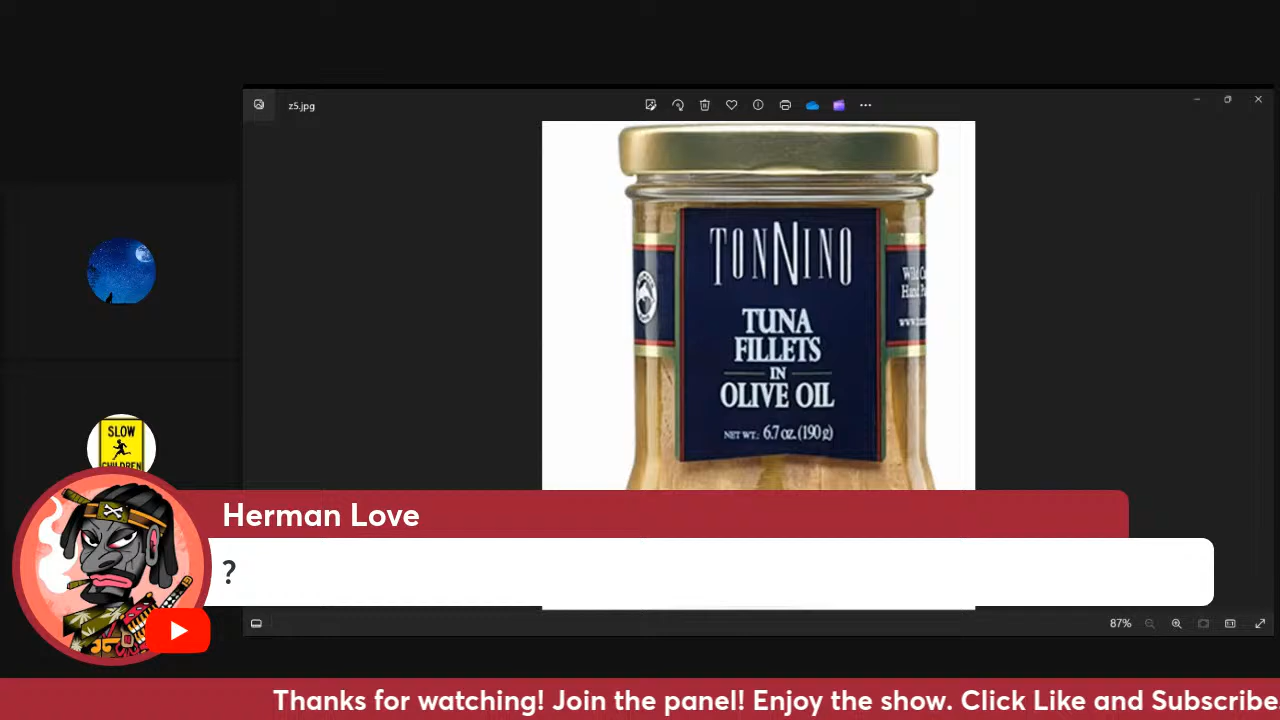 z5.jpg
TONNINO
TUNA
FILLETS
IN
OLIVE OIL
NET WT.: 6.7 oz. (190 g)
SLOW
CHILDREN
Herman Love
?
87%
Thanks for watching! Join the panel! Enjoy the show. Click Like and Subscribe